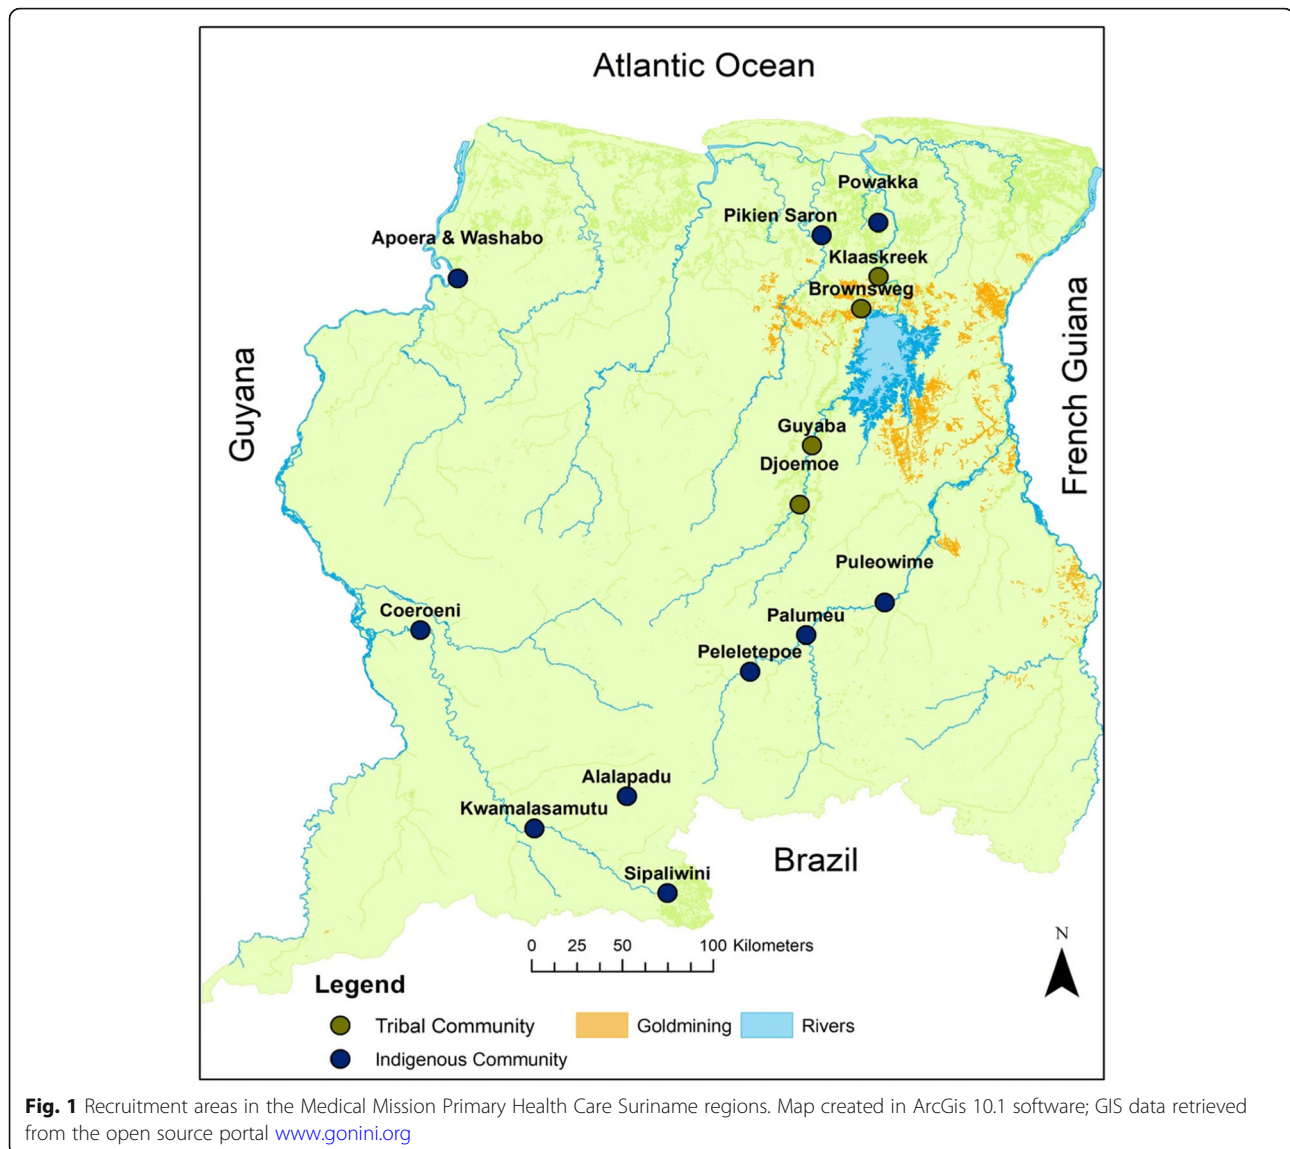 Atlantic Ocean
Powakka
Pikien Saron
Apoera & Washabo
Klaaskreek
Brownsweg
Guyana
French Guiana
Guyaba
Djoemoe
Puleowime
Coeroeni
Palumeu
Peleletepoe
Alalapadu
Kwamalasamutu
Brazil
Sipaliwini
N
0 25 50 100 Kilometers
Legend
Tribal Community Goldmining Rivers
Indigenous Community
Fig. 1 Recruitment areas in the Medical Mission Primary Health Care Suriname regions. Map created in ArcGis 10.1 software; GIS data retrieved
from the open source portal www.gonini.org